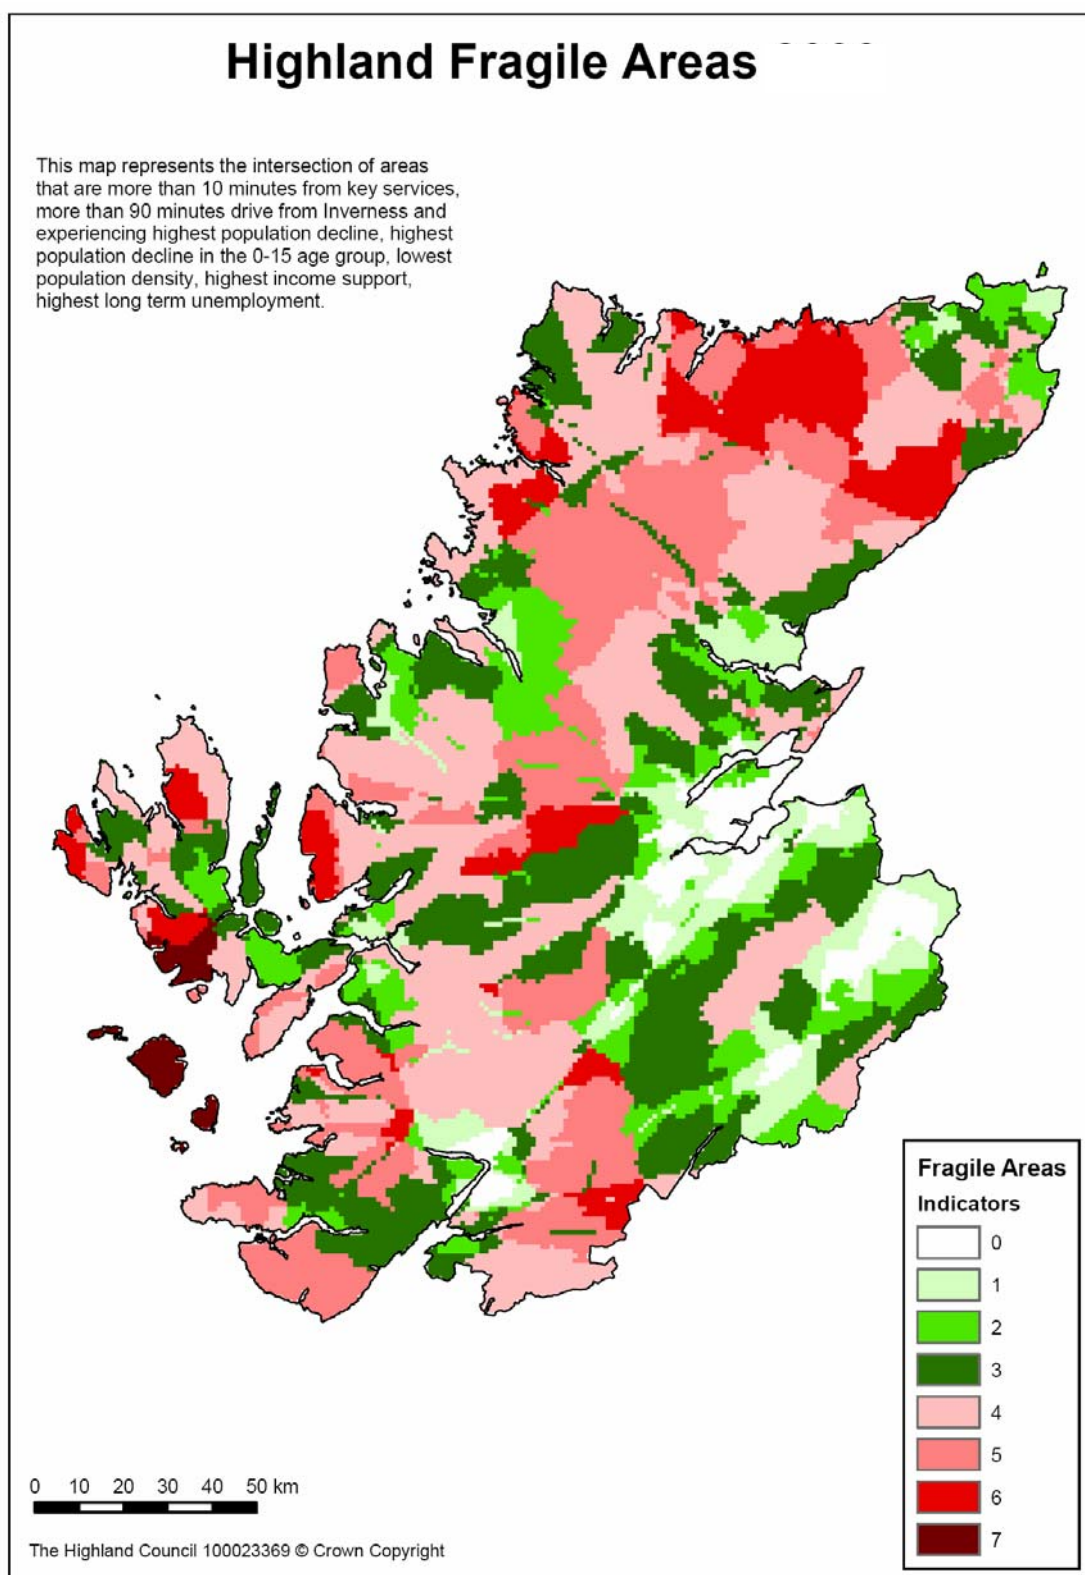 Highland Fragile Areas
This map represents the intersection of areas
that are more than 10 minutes from key services,
more than 90 minutes drive from Inverness and
experiencing highest population decline, highest
population decline in the 0-15 age group, lowest
population density, highest income support,
highest long term unemployment.
Fragile Areas
Indicators
0
1
2
3
4
5
6
7
0 10 20 30 40 50 km
The Highland Council 100023369 © Crown Copyright